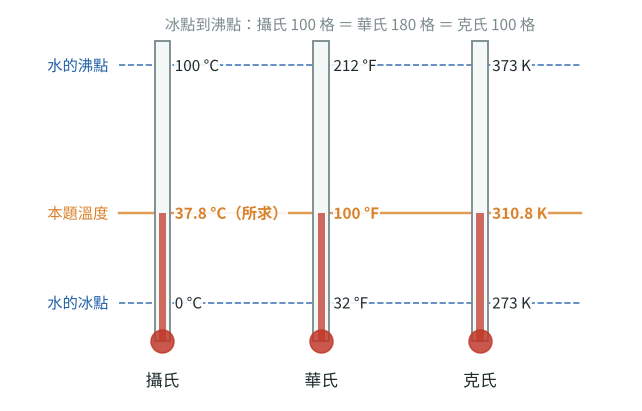 冰點到沸點：攝氏 100 格 ＝ 華氏 180 格 ＝ 克氏 100 格
水的沸點 100 °C 212 °F 373 K
本題溫度 37.8 °C（所求） 100 °F 310.8 K
水的冰點 0 °C 32 °F 273 K
攝氏 華氏 克氏